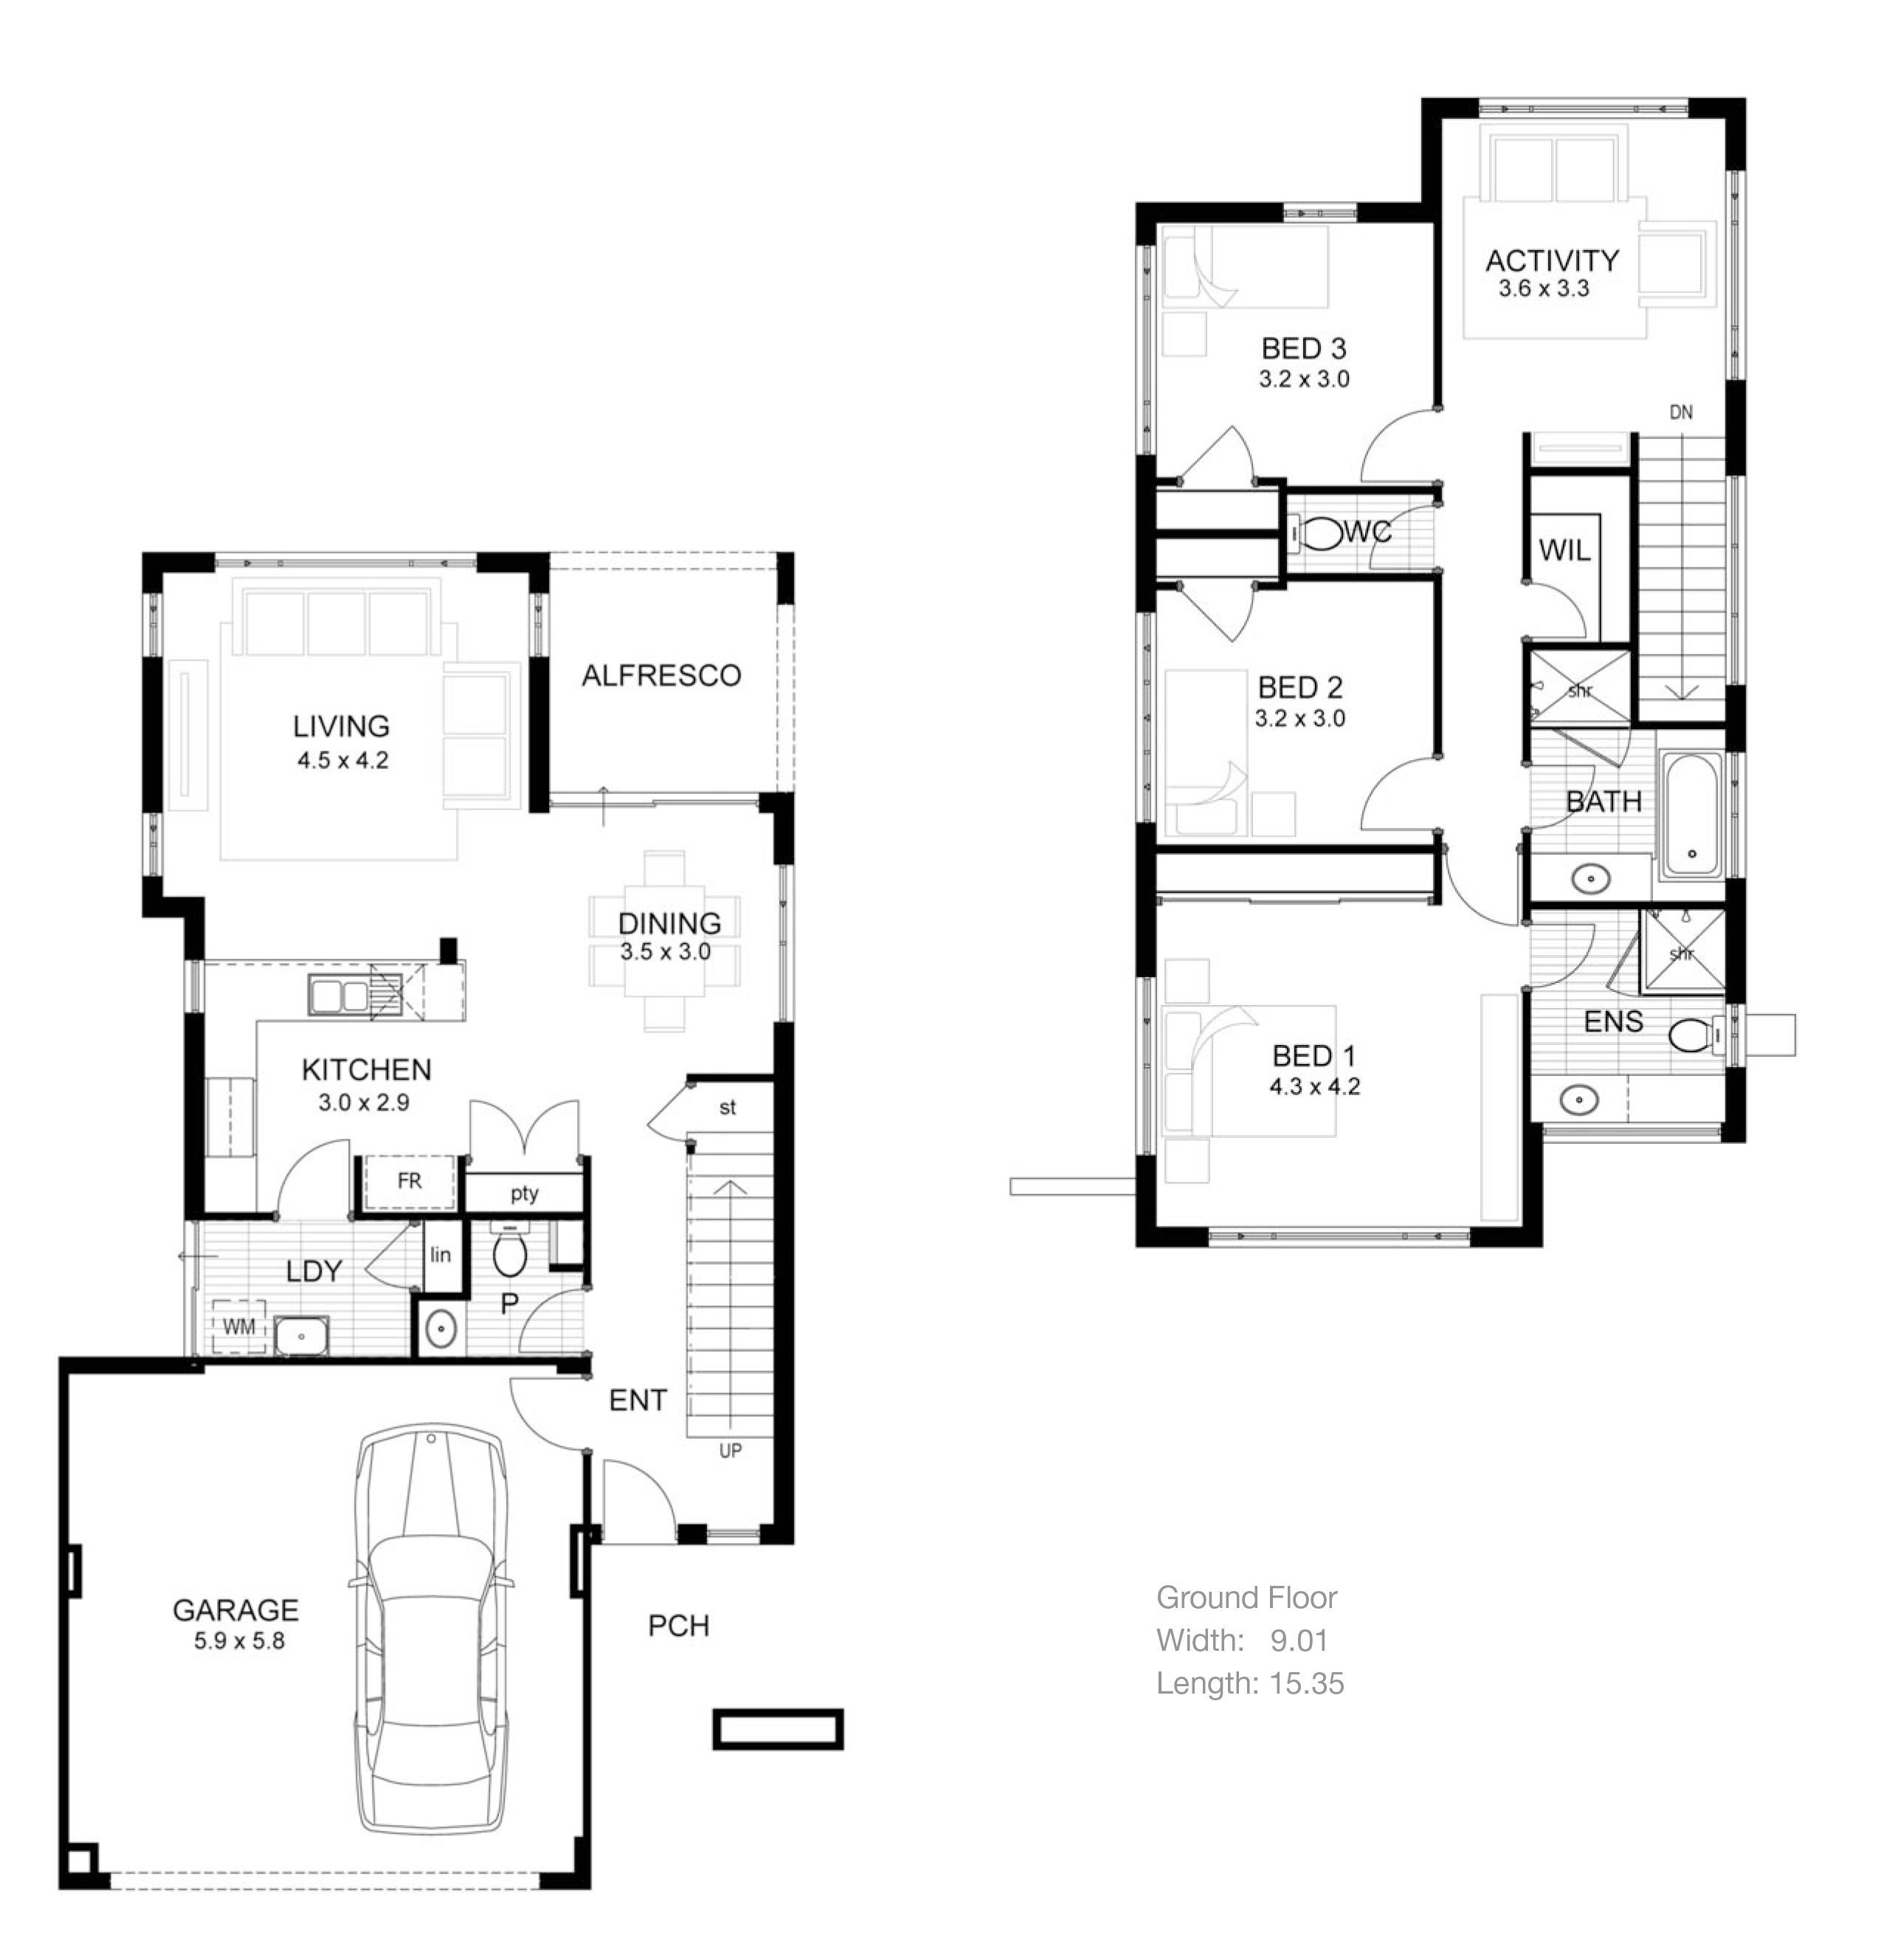 ALFRESCO
LIVING
4.5 x 4.2
DINING
3.5 x 3.0
KITCHEN
3.0 x 2.9
st
FR
pty
LDY
lin
P
WM
ENT
UP
GARAGE
5.9 x 5.8
PCH
ACTIVITY
3.6 x 3.3
BED 3
3.2 x 3.0
DN
WC
WIL
BED 2
3.2 x 3.0
shr
BATH
shr
ENS
BED 1
4.3 x 4.2
Ground Floor
Width: 9.01
Length: 15.35